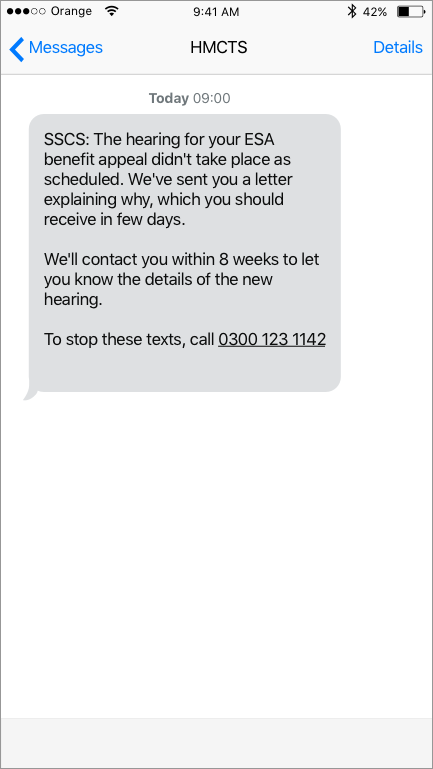 Orange 9:41 AM 42%
Messages HMCTS Details
Today 09:00
SSCS: The hearing for your ESA
benefit appeal didn't take place as
scheduled. We've sent you a letter
explaining why, which you should
receive in few days.
We'll contact you within 8 weeks to let
you know the details of the new
hearing.
To stop these texts, call 0300 123 1142